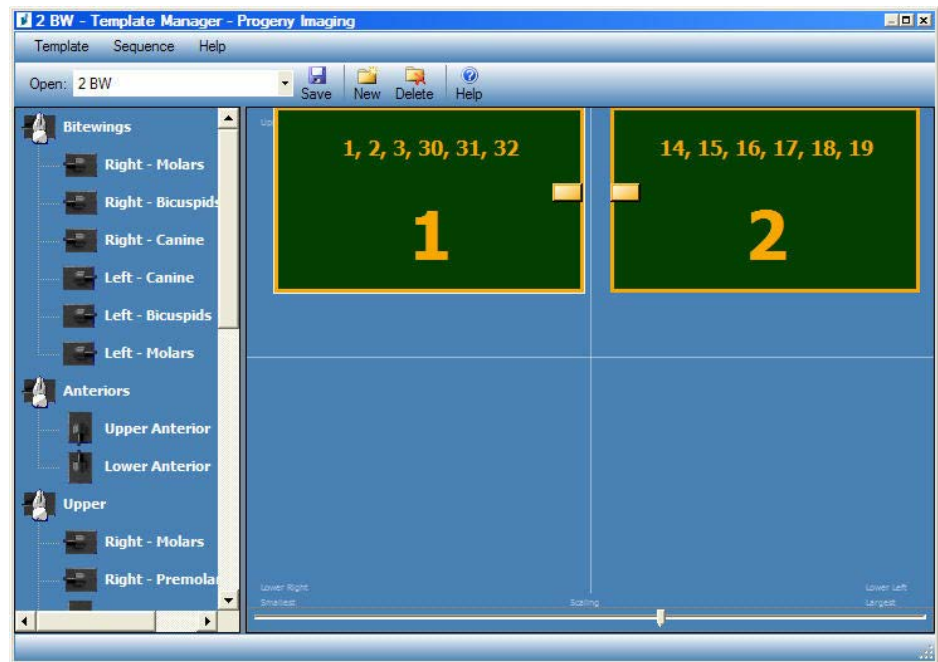 2 BW - Template Manager - Progeny Imaging
Template Sequence Help
Open: 2 BW Save New Delete Help
Bitewings
Right - Molars
Right - Bicuspids
Right - Canine
Left - Canine
Left - Bicuspids
Left - Molars
Anteriors
Upper Anterior
Lower Anterior
Upper
Right - Molars
Right - Premolar
1, 2, 3, 30, 31, 32
1
14, 15, 16, 17, 18, 19
2
Lower Right Lower Left
Smallest Scaling Largest